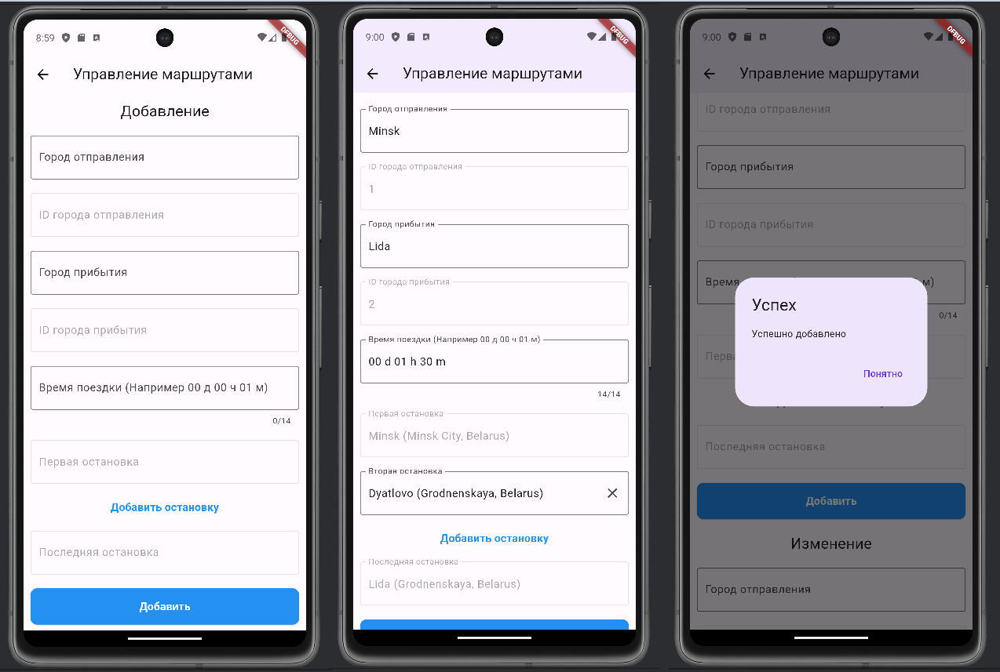 8:59
DEBUG
Управление маршрутами
Добавление
Город отправления
ID города отправления
Город прибытия
ID города прибытия
Время поездки (Например 00 д 00 ч 01 м)
0/14
Первая остановка
Добавить остановку
Последняя остановка
Добавить
9:00
DEBUG
Управление маршрутами
Город отправления
Minsk
ID города отправления
1
Город прибытия
Lida
ID города прибытия
2
Время поездки (Например 00 д 00 ч 01 м)
00 d 01 h 30 m
14/14
Первая остановка
Minsk (Minsk City, Belarus)
Вторая остановка
Dyatlovo (Grodnenskaya, Belarus)
Добавить остановку
Последняя остановка
Lida (Grodnenskaya, Belarus)
9:00
DEBUG
Управление маршрутами
ID города отправления
Город прибытия
ID города прибытия
Время
м)
0/14
Успех
Успешно добавлено
Понятно
Последняя остановка
Добавить
Изменение
Город отправления